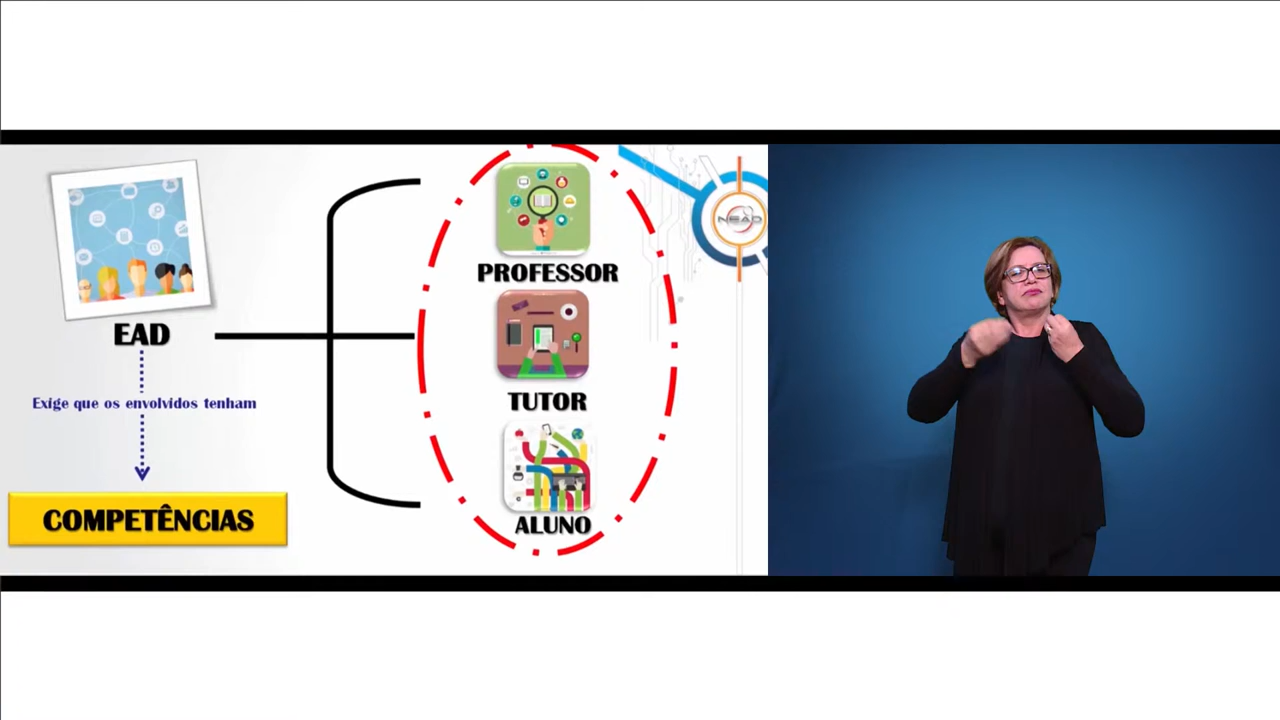 EAD
Exige que os envolvidos tenham
COMPETÊNCIAS
PROFESSOR
TUTOR
ALUNO
NEAD